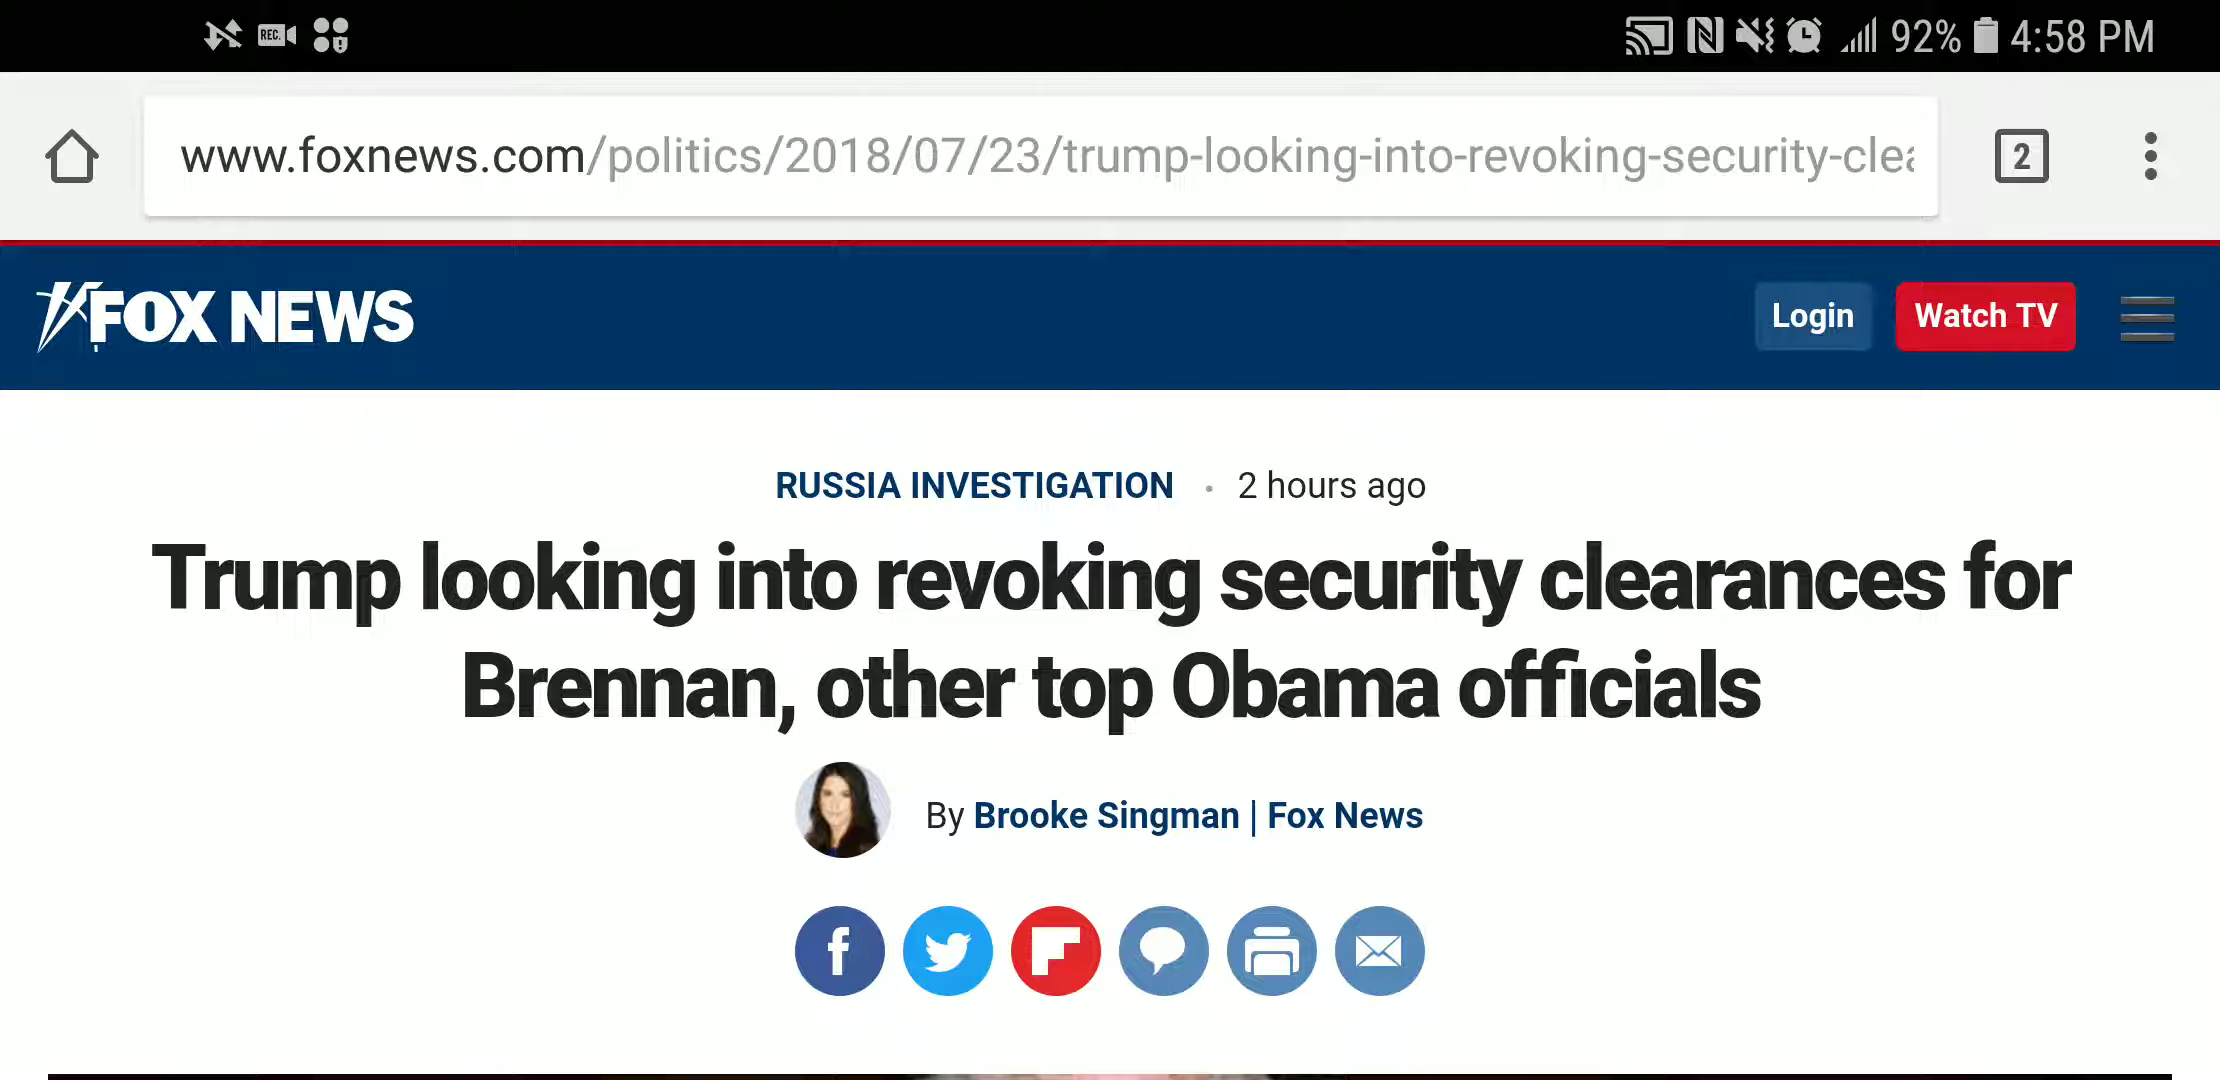 REC. 92% 4:58 PM
www.foxnews.com/politics/2018/07/23/trump-looking-into-revoking-security-clea
2
FOX NEWS
Login
Watch TV
RUSSIA INVESTIGATION · 2 hours ago
Trump looking into revoking security clearances for
Brennan, other top Obama officials
By Brooke Singman | Fox News